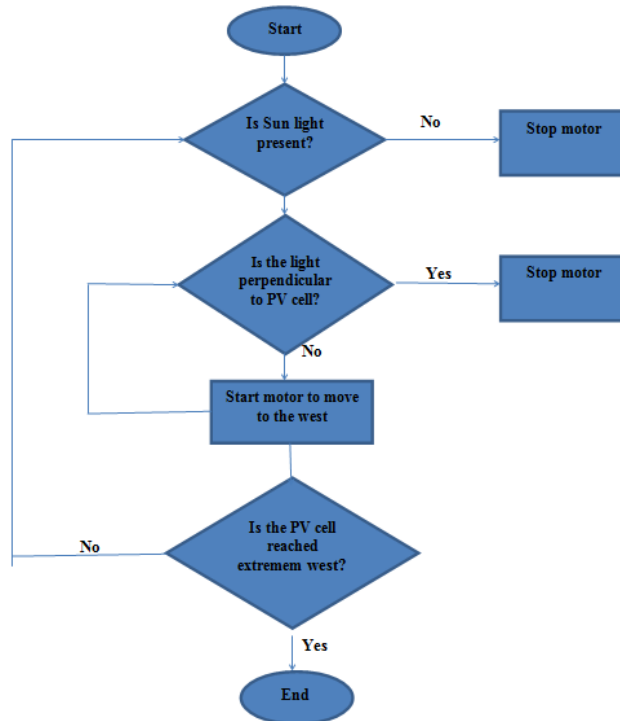 Start
Is Sun light
present?
No
Stop motor
Is the light
perpendicular
to PV cell?
Yes
Stop motor
No
Start motor to move
to the west
Is the PV cell
reached
extremem west?
No
Yes
End